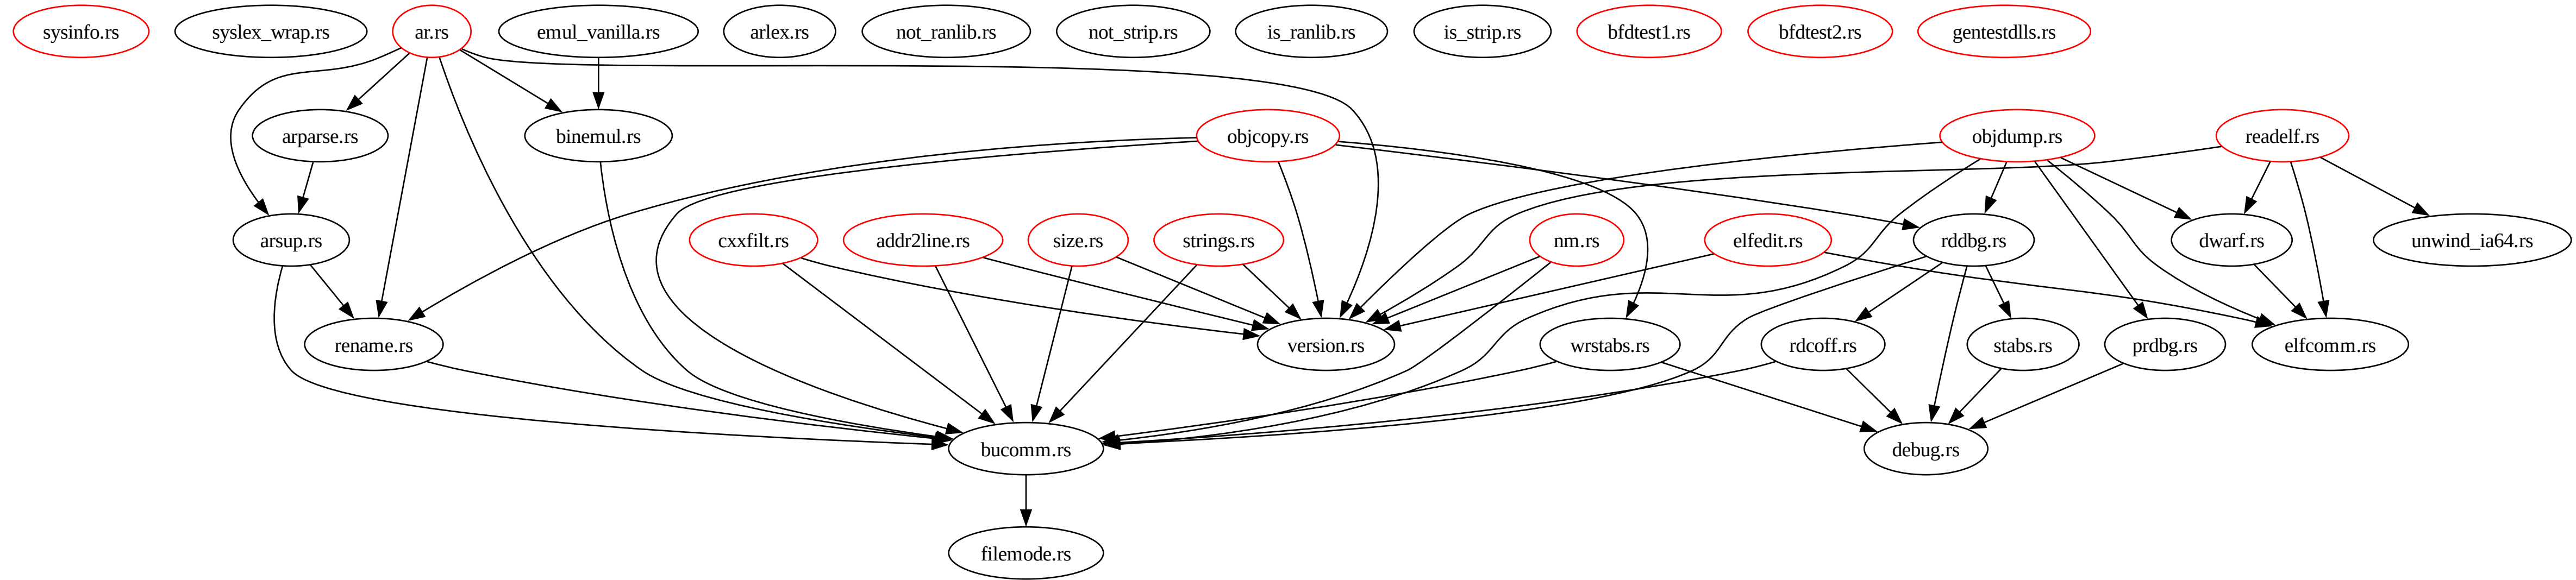 sysinfo.rs
syslex_wrap.rs
ar.rs
emul_vanilla.rs
arlex.rs
not_ranlib.rs
not_strip.rs
is_ranlib.rs
is_strip.rs
bfdtest1.rs
bfdtest2.rs
gentestdlls.rs
arparse.rs
binemul.rs
objcopy.rs
objdump.rs
readelf.rs
arsup.rs
cxxfilt.rs
addr2line.rs
size.rs
strings.rs
nm.rs
elfedit.rs
rddbg.rs
dwarf.rs
unwind_ia64.rs
rename.rs
version.rs
wrstabs.rs
rdcoff.rs
stabs.rs
prdbg.rs
elfcomm.rs
bucomm.rs
debug.rs
filemode.rs